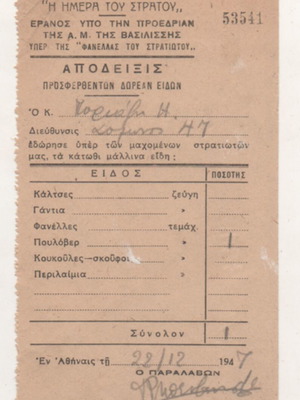 "Η ΗΜΕΡΑ ΤΟΥ ΣΤΡΑΤΟΥ„
53541
ΕΡΑΝΟΣ ΥΠΟ ΤΗΝ ΠΡΟΕΔΡΙΑΝ
ΤΗΣ Α. Μ. ΤΗΣ ΒΑΣΙΛΙΣΣΗΣ
ΥΠΕΡ ΤΗΣ "ΦΑΝΕΛΛΑΣ ΤΟΥ ΣΤΡΑΤΙΩΤΟΥ„
ΑΠΟΔΕΙΞΙΣ
ΠΡΟΣΦΕΡΘΕΝΤΩΝ ΔΩΡΕΑΝ ΕΙΔΩΝ
Ὁ Κ.
Διεύθυνσις 47
ἐδώρησε ὑπὲρ τῶν μαχομένων στρατιωτῶν
μας, τὰ κάτωθι μάλλινα εἴδη:
ΕΙΔΟΣ ΠΟΣΟΤΗΣ
Κάλτσες ζεύγη
Γάντια »
Φανέλλες τεμάχ.
Πουλόβερ » 1
Κουκοῦλες—σκοῦφοι »
Περιλαίμια »
Σύνολον 1
Ἐν Ἀθήναις τῇ 22/12 1947
Ὁ ΠΑΡΑΛΑΒΩΝ